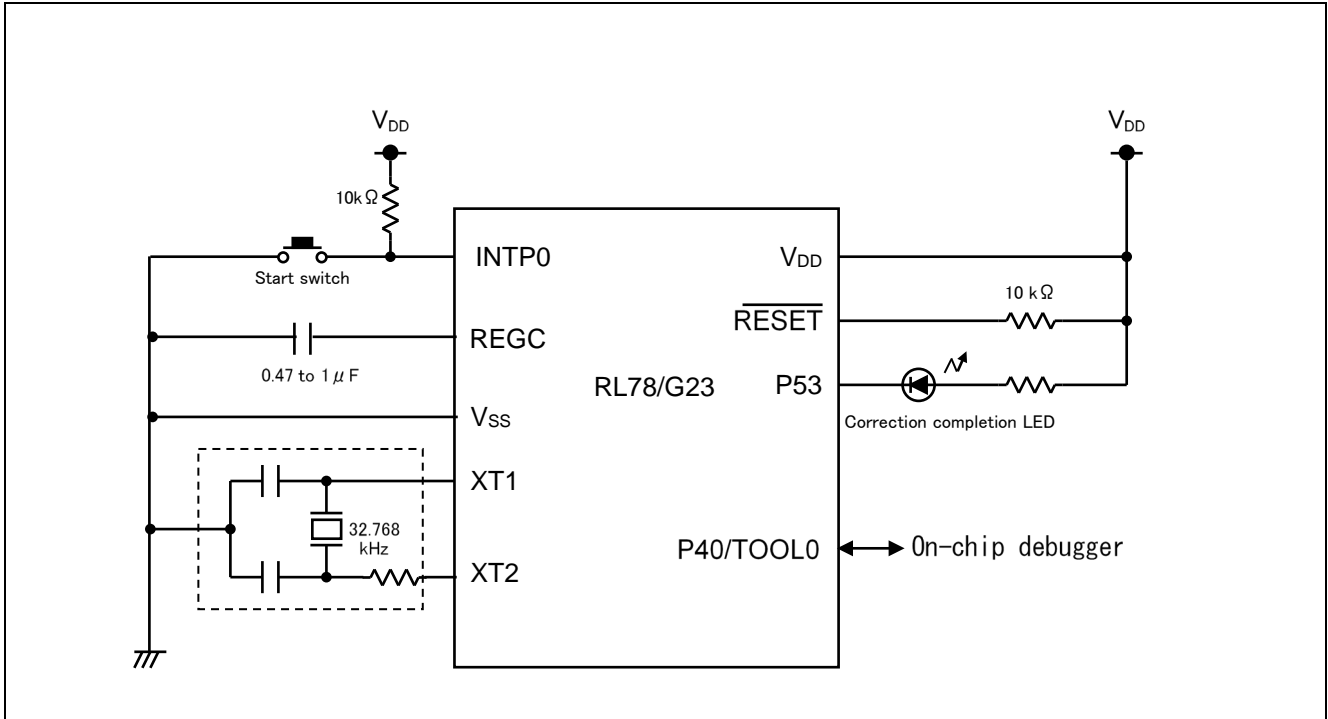 VDD
VDD
10kΩ
INTP0
VDD
Start switch
10 kΩ
RESET
REGC
0.47 to 1 μ F
RL78/G23
P53
VSS
Correction completion LED
XT1
32.768
kHz
P40/TOOL0
On-chip debugger
XT2